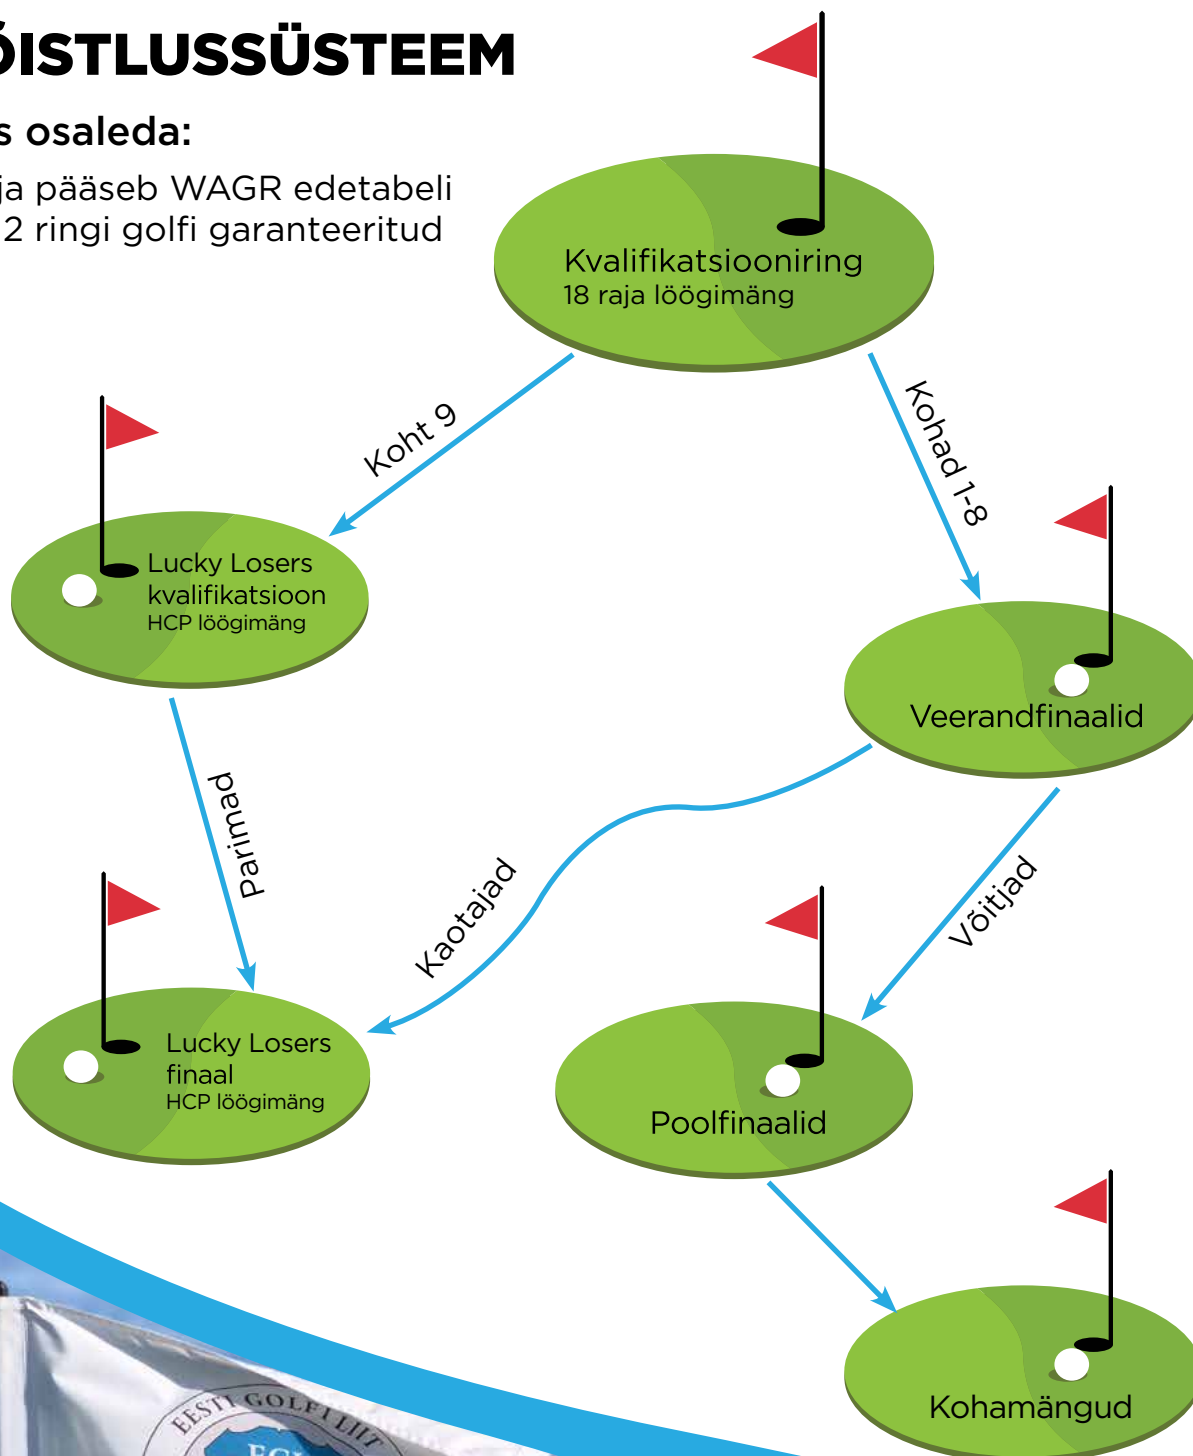 ÕISTLUSSÜSTEEM
s osaleda:
ja pääseb WAGR edetabeli
2 ringi golfi garanteeritud
Kvalifikatsiooniring
18 raja löögimäng
Koht 9
Kohad 1-8
Lucky Losers
kvalifikatsioon
HCP löögimäng
Veerandfinaalid
Parimad
Kaotajad
Võitjad
Lucky Losers
finaal
HCP löögimäng
Poolfinaalid
Kohamängud
EESTI GOLFI LIIT
EGL